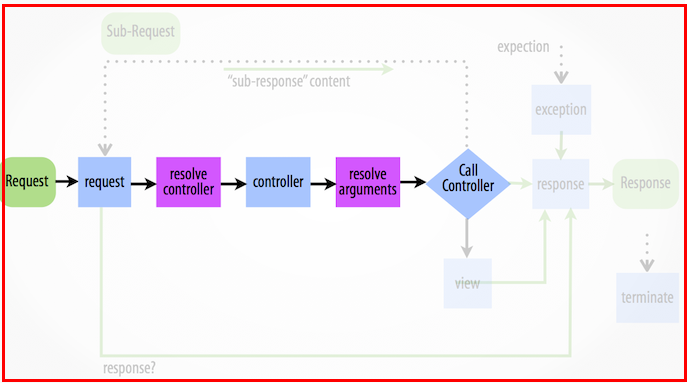 Sub-Request
expection
"sub-response" content
exception
Request
request
resolve
controller
controller
resolve
arguments
Call
Controller
response
Response
view
terminate
response?